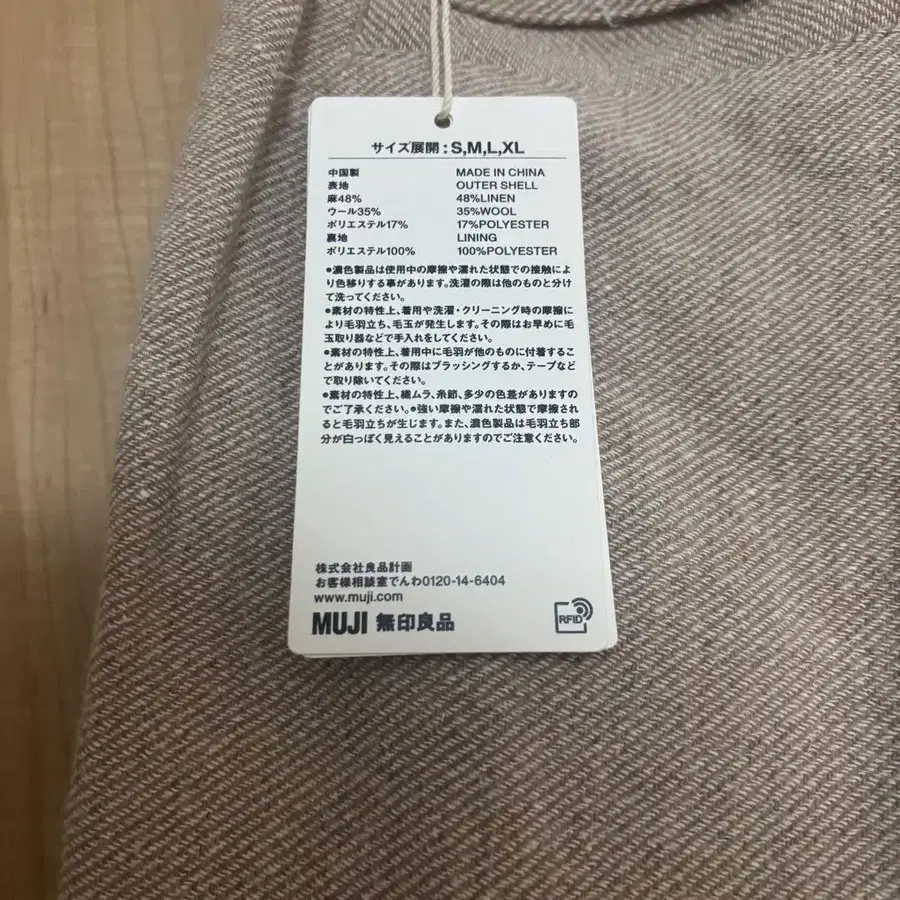 サイズ展開:S,M,L,XL
中国製 MADE IN CHINA
表地 OUTER SHELL
麻48% 48%LINEN
ウール35% 35%WOOL
ポリエステル17% 17%POLYESTER
裏地 LINING
ポリエステル100% 100%POLYESTER
●濃色製品は使用中の摩擦や濡れた状態での接触によ
り色移りする事があります。洗濯の際は他のものと分け
て洗ってください。
●素材の特性上、着用や洗濯・クリーニング時の摩擦に
より毛羽立ち、毛玉が発生します。その際はお早めに毛
玉取り器などで手入れをしてください。
●素材の特性上、着用中に毛羽が他のものに付着するこ
とがあります。その際はブラッシングするか、テープなど
で取り除いてください。
●素材の特性上、織ムラ、糸節、多少の色差がありますの
でご了承ください。●強い摩擦や濡れた状態で摩擦され
ると毛羽立ちが生じます。また、濃色製品は毛羽立ち部
分が白っぽく見えることがありますのでご注意ください。
株式会社良品計画
お客様相談室でんわ0120-14-6404
www.muji.com
MUJI 無印良品
RFID